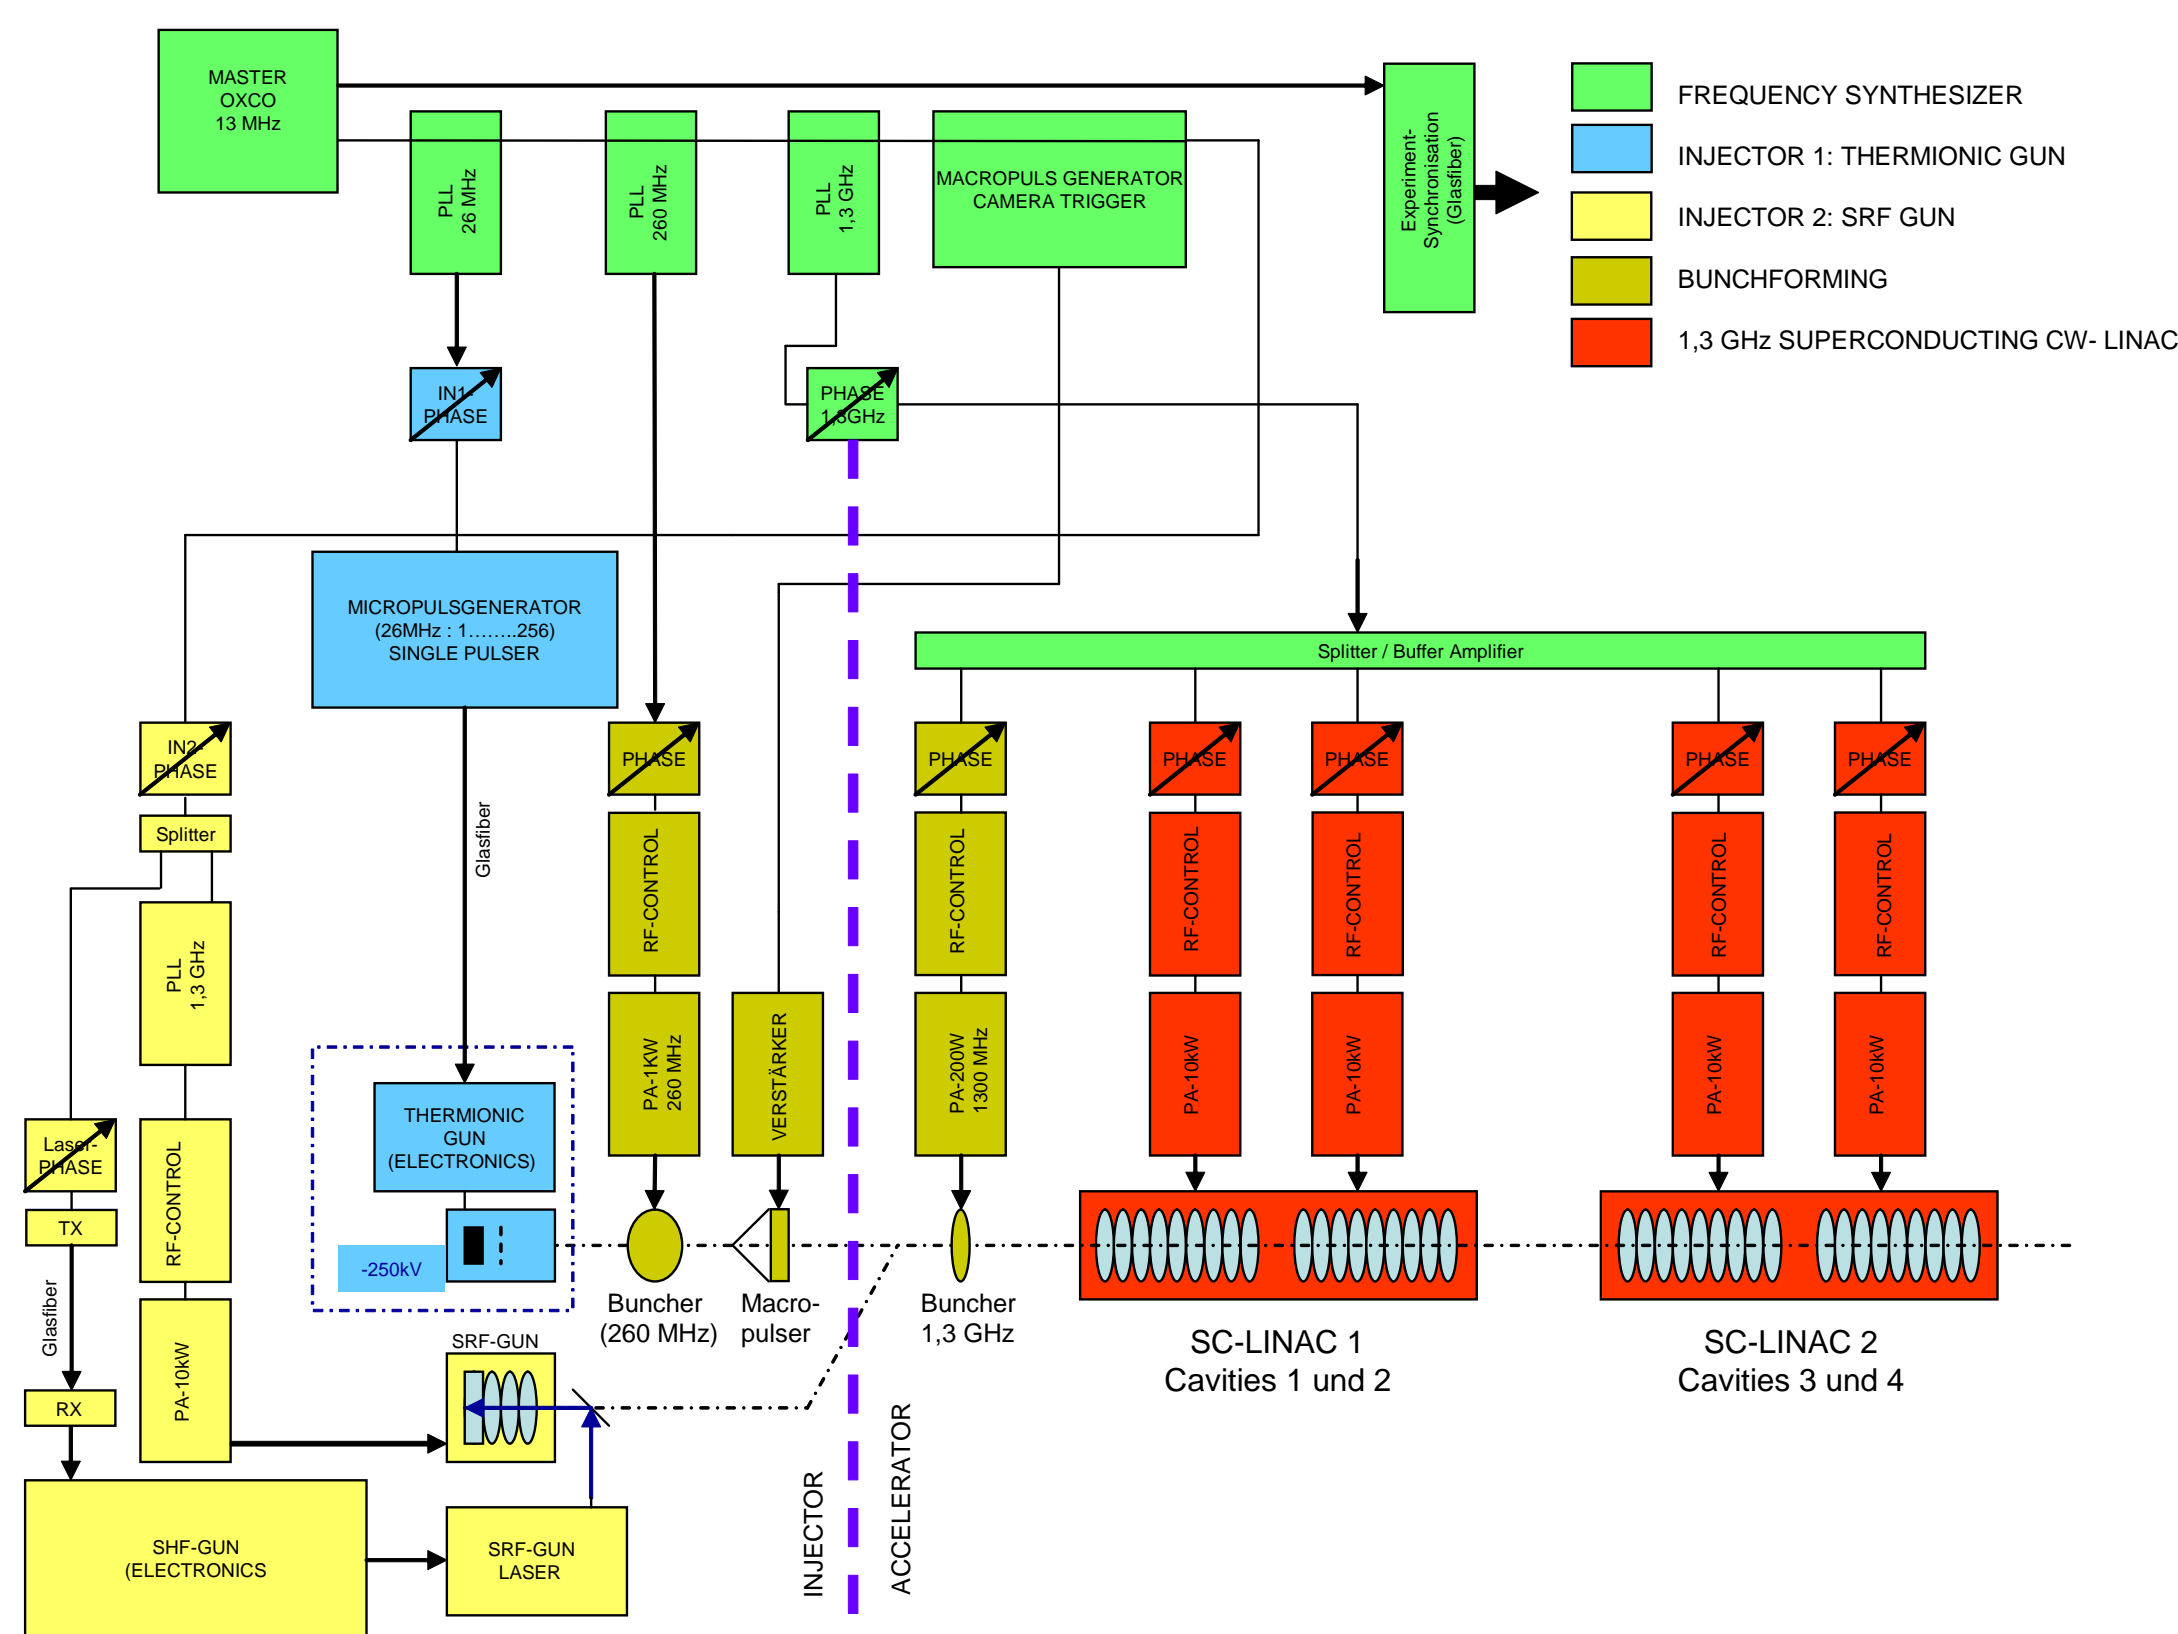 MASTER
OXCO
13 MHz
PLL
26 MHz
PLL
260 MHz
PLL
1,3 GHz
MACROPULS GENERATOR
CAMERA TRIGGER
Experiment-
Synchronisation
(Glasfiber)
FREQUENCY SYNTHESIZER
INJECTOR 1: THERMIONIC GUN
INJECTOR 2: SRF GUN
BUNCHFORMING
1,3 GHz SUPERCONDUCTING CW- LINAC
IN1-
PHASE
PHASE
1,3GHz
MICROPULSGENERATOR
(26MHz : 1........256)
SINGLE PULSER
Splitter / Buffer Amplifier
IN2-
PHASE
PHASE
PHASE
PHASE
PHASE
PHASE
PHASE
Splitter
Glasfiber
RF-CONTROL
RF-CONTROL
RF-CONTROL
RF-CONTROL
RF-CONTROL
RF-CONTROL
PLL
1,3 GHz
PA-1KW
260 MHz
VERSTÄRKER
PA-200W
1300 MHz
PA-10kW
PA-10kW
PA-10kW
PA-10kW
THERMIONIC
GUN
(ELECTRONICS)
-250kV
Laser-
PHASE
TX
Glasfiber
RX
RF-CONTROL
PA-10kW
Buncher
(260 MHz)
Macro-
pulser
Buncher
1,3 GHz
SC-LINAC 1
Cavities 1 und 2
SC-LINAC 2
Cavities 3 und 4
SRF-GUN
INJECTOR
ACCELERATOR
SHF-GUN
(ELECTRONICS
SRF-GUN
LASER